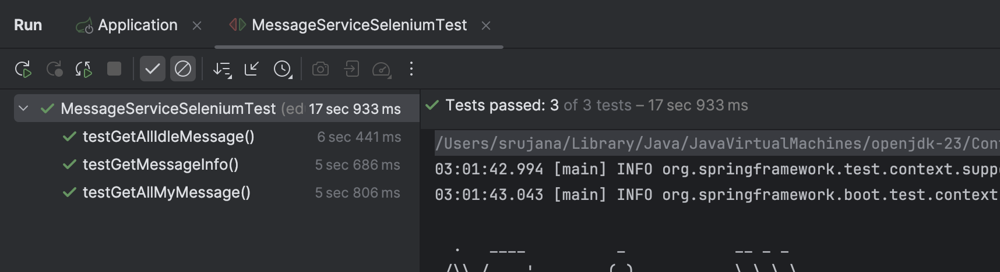 Run Application MessageServiceSeleniumTest
MessageServiceSeleniumTest (ed 17 sec 933 ms
testGetAllIdleMessage() 6 sec 441 ms
testGetMessageInfo() 5 sec 686 ms
testGetAllMyMessage() 5 sec 806 ms
Tests passed: 3 of 3 tests – 17 sec 933 ms
/Users/srujana/Library/Java/JavaVirtualMachines/openjdk-23/Con
03:01:42.994 [main] INFO org.springframework.test.context.supp
03:01:43.043 [main] INFO org.springframework.boot.test.context